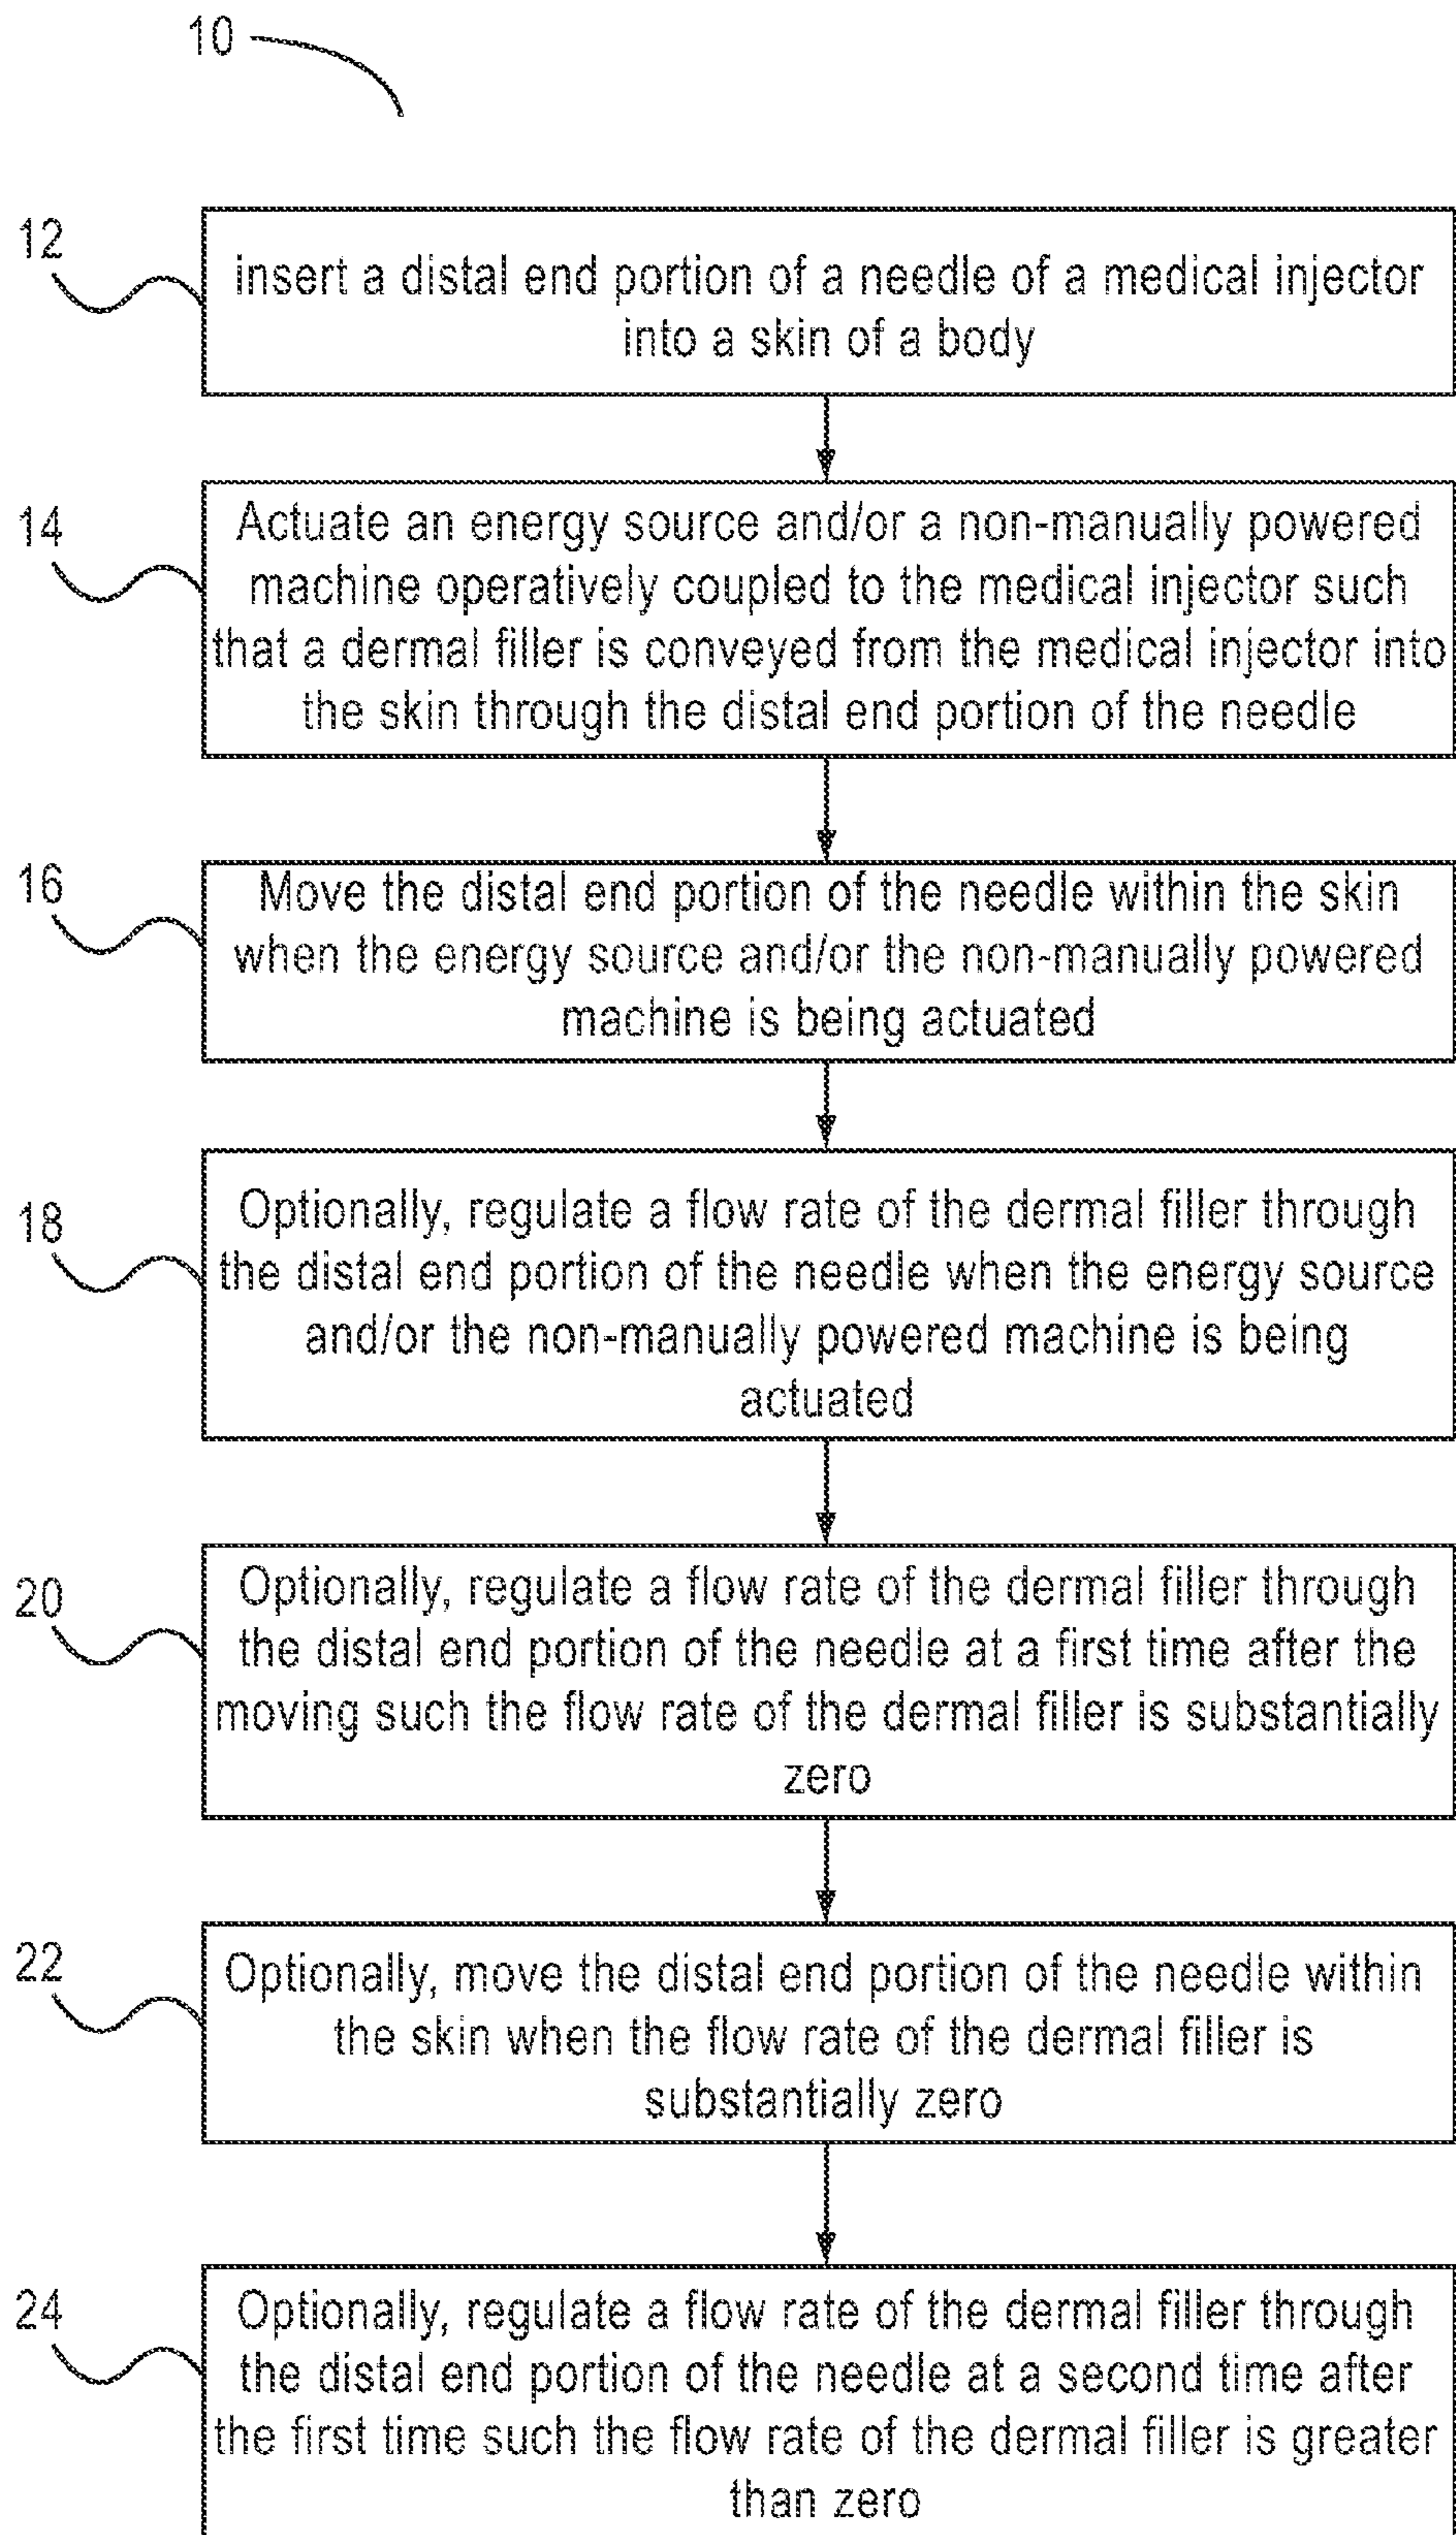 10
12
insert a distal end portion of a needle of a medical injector
into a skin of a body
14
Actuate an energy source and/or a non-manually powered
machine operatively coupled to the medical injector such
that a dermal filler is conveyed from the medical injector into
the skin through the distal end portion of the needle
16
Move the distal end portion of the needle within the skin
when the energy source and/or the non-manually powered
machine is being actuated
18
Optionally, regulate a flow rate of the dermal filler through
the distal end portion of the needle when the energy source
and/or the non-manually powered machine is being
actuated
20
Optionally, regulate a flow rate of the dermal filler through
the distal end portion of the needle at a first time after the
moving such the flow rate of the dermal filler is substantially
zero
22
Optionally, move the distal end portion of the needle within
the skin when the flow rate of the dermal filler is
substantially zero
24
Optionally, regulate a flow rate of the dermal filler through
the distal end portion of the needle at a second time after
the first time such the flow rate of the dermal filler is greater
than zero